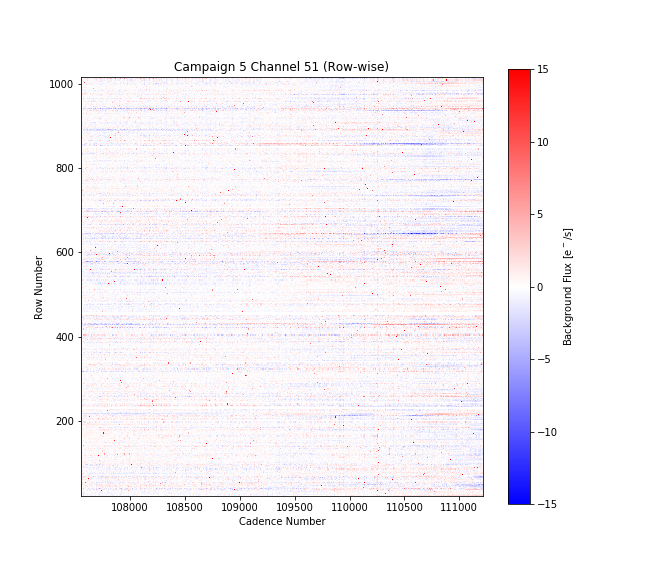 Campaign 5 Channel 51 (Row-wise)
1000
800
600
400
200
Row Number
108000 108500 109000 109500 110000 110500 111000
Cadence Number
15
10
5
0
−5
−10
−15
Background Flux [e⁻/s]